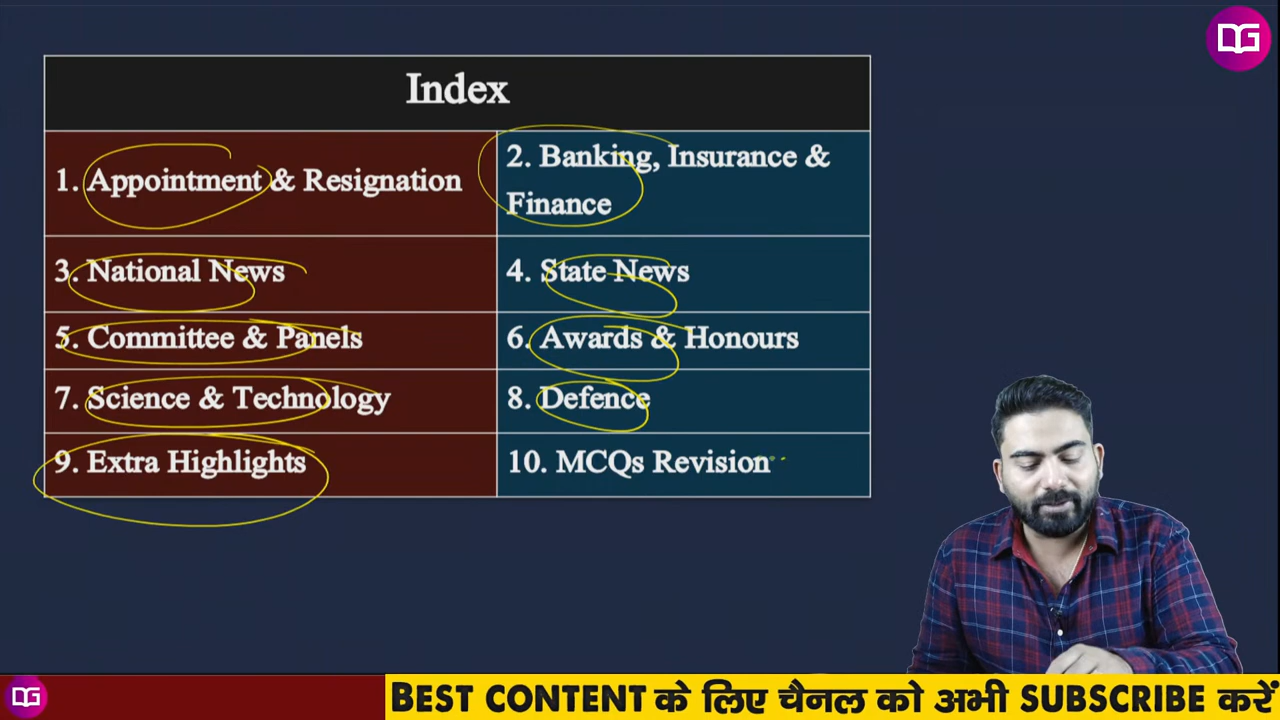 DG
Index
1. Appointment & Resignation
2. Banking, Insurance &
Finance
3. National News
4. State News
5. Committee & Panels
6. Awards & Honours
7. Science & Technology
8. Defence
9. Extra Highlights
10. MCQs Revision
DG
BEST CONTENT के लिए चैनल को अभी SUBSCRIBE करें